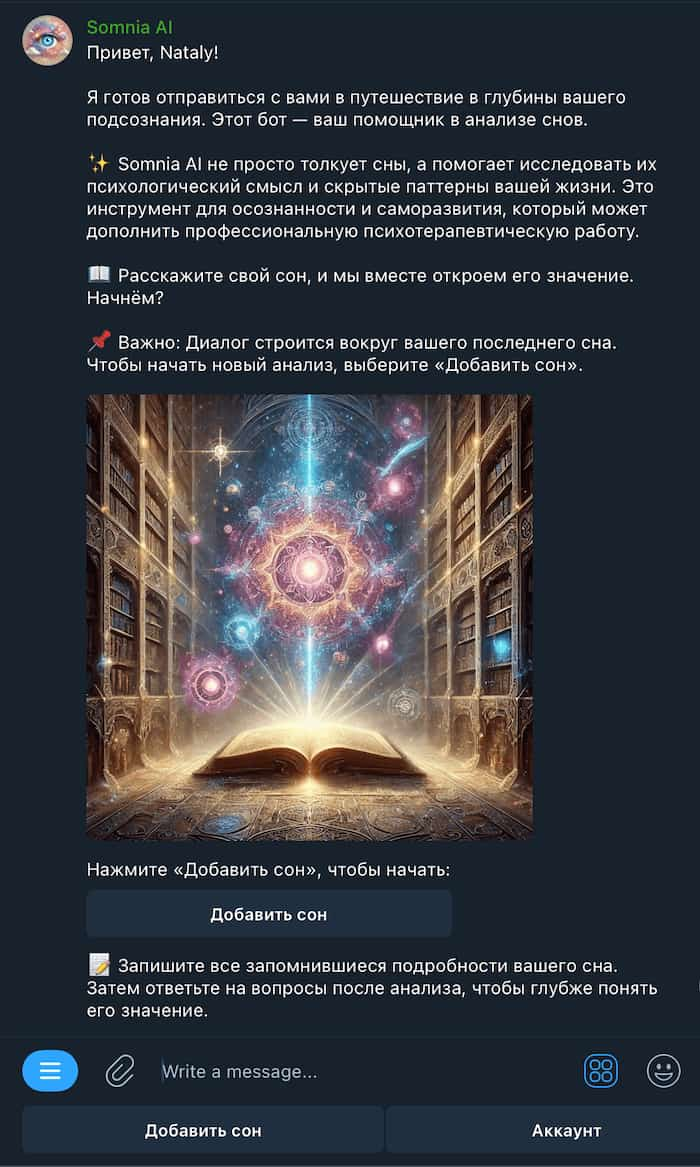 Somnia AI
Привет, Nataly!
Я готов отправиться с вами в путешествие в глубины вашего
подсознания. Этот бот — ваш помощник в анализе снов.
✨ Somnia AI не просто толкует сны, а помогает исследовать их
психологический смысл и скрытые паттерны вашей жизни. Это
инструмент для осознанности и саморазвития, который может
дополнить профессиональную психотерапевтическую работу.
📖 Расскажите свой сон, и мы вместе откроем его значение.
Начнём?
📌 Важно: Диалог строится вокруг вашего последнего сна.
Чтобы начать новый анализ, выберите «Добавить сон».
Нажмите «Добавить сон», чтобы начать:
Добавить сон
📝 Запишите все запомнившиеся подробности вашего сна.
Затем ответьте на вопросы после анализа, чтобы глубже понять
его значение.
Write a message...
Добавить сон
Аккаунт